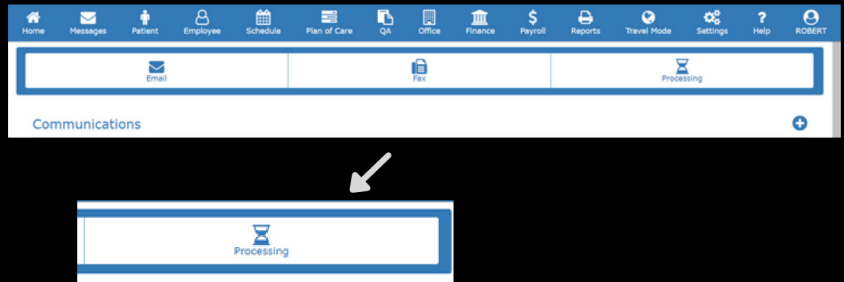 Home Messages Patient Employee Schedule Plan of Care QA Office Finance Payroll Reports Travel Mode Settings Help ROBERT
Email Fax Processing
Communications
Processing